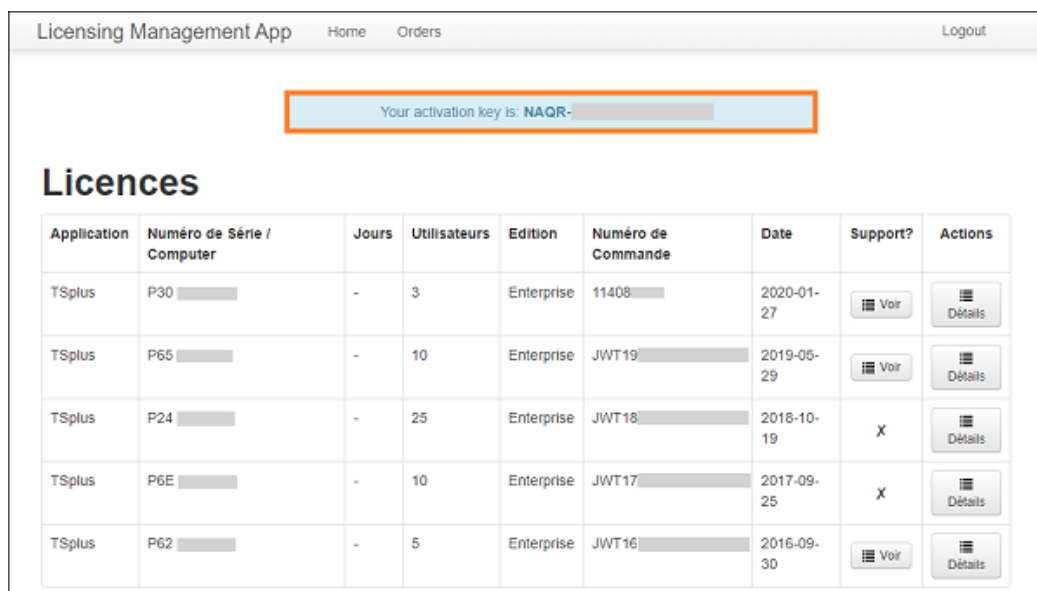 Licensing Management App Home Orders Logout
Your activation key is: NAQR-
Licences
Application Numéro de Série / Computer Jours Utilisateurs Edition Numéro de Commande Date Support? Actions
TSplus P30 - 3 Enterprise 11408 2020-01-27 Voir Détails
TSplus P65 - 10 Enterprise JWT19 2019-05-29 Voir Détails
TSplus P24 - 25 Enterprise JWT18 2018-10-19 X Détails
TSplus P6E - 10 Enterprise JWT17 2017-09-25 X Détails
TSplus P62 - 5 Enterprise JWT16 2016-09-30 Voir Détails